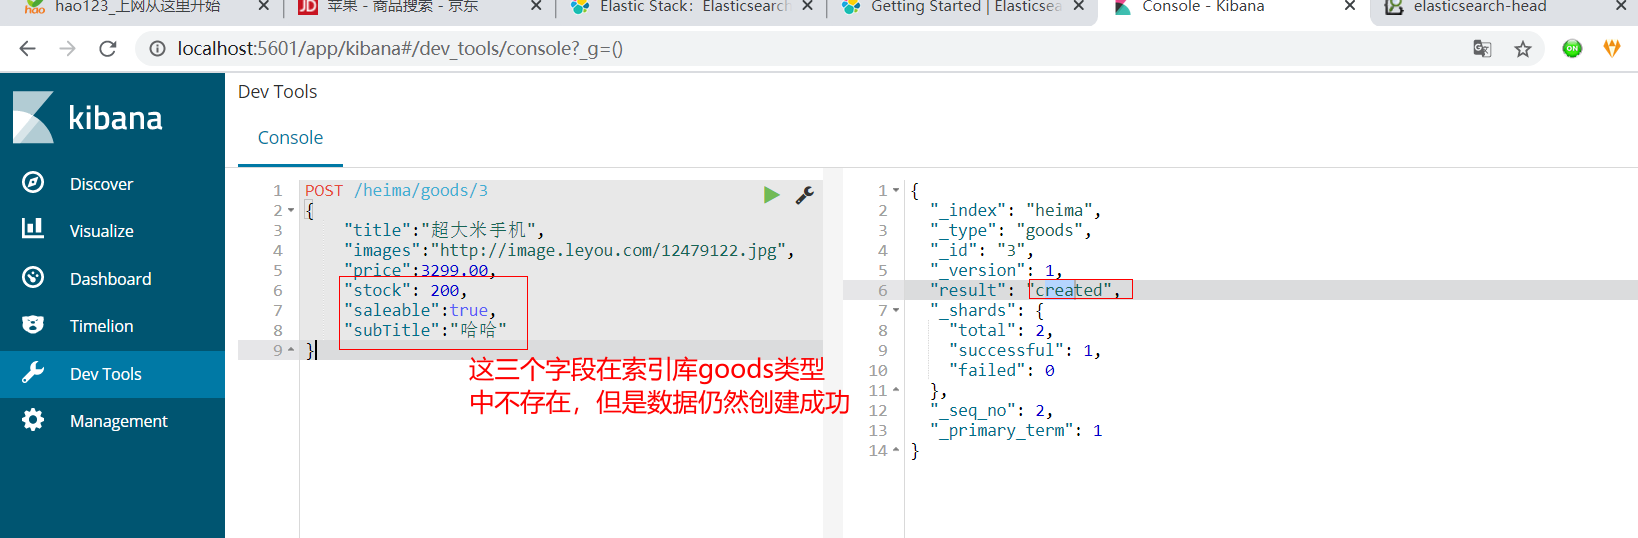 hao123_上网从这里开始
苹果 - 商品搜索 - 京东
Elastic Stack: Elasticsearch
Getting Started | Elasticsea
Console - Kibana
elasticsearch-head
localhost:5601/app/kibana#/dev_tools/console?_g=()
ON
kibana
Discover
Visualize
Dashboard
Timelion
Dev Tools
Management
Dev Tools
Console
1 POST /heima/goods/3
2 {
3 "title":"超大米手机",
4 "images":"http://image.leyou.com/12479122.jpg",
5 "price":3299.00,
6 "stock": 200,
7 "saleable":true,
8 "subTitle":"哈哈"
9 }
这三个字段在索引库goods类型
中不存在，但是数据仍然创建成功
1 {
2 "_index": "heima",
3 "_type": "goods",
4 "_id": "3",
5 "_version": 1,
6 "result": "created",
7 "_shards": {
8 "total": 2,
9 "successful": 1,
10 "failed": 0
11 },
12 "_seq_no": 2,
13 "_primary_term": 1
14 }